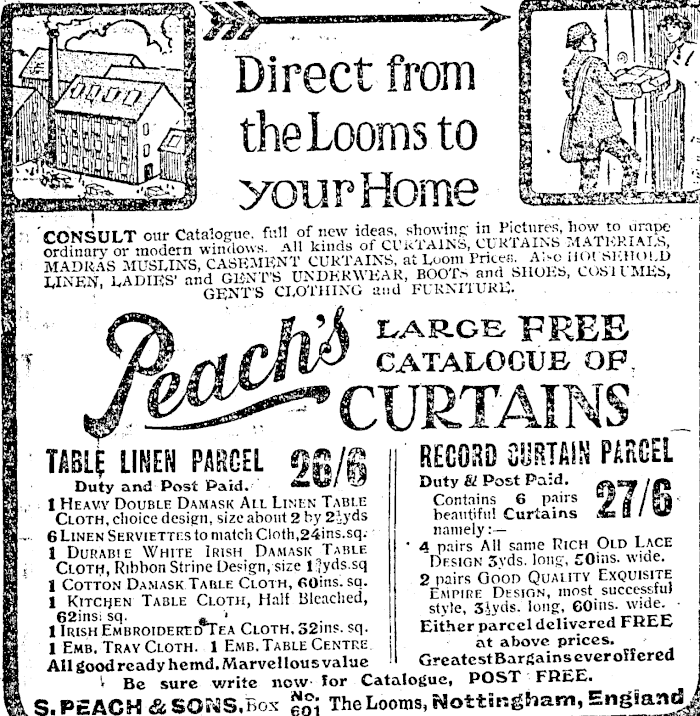 Direct from
the Looms to
your Home
CONSULT our Catalogue, full of new ideas, showing in Pictures, how to drape
ordinary or modern windows. All kinds of CURTAINS, CURTAINS MATERIALS,
MADRAS MUSLINS, CASEMENT CURTAINS, at Loom Prices. Also HOUSEHOLD
LINEN, LADIES' and GENT'S UNDERWEAR, BOOTS and SHOES, COSTUMES,
GENT'S CLOTHING and FURNITURE.
Peach's
LARGE FREE
CATALOGUE OF
CURTAINS
TABLE LINEN PARCEL 26/6
Duty and Post Paid.
1 HEAVY DOUBLE DAMASK ALL LINEN TABLE
CLOTH, choice design, size about 2 by 2½yds
6 LINEN SERVIETTES to match Cloth, 24ins. sq.
1 DURABLE WHITE IRISH DAMASK TABLE
CLOTH, Ribbon Stripe Design, size 1¾yds.sq
1 COTTON DAMASK TABLE CLOTH, 60ins. sq.
1 KITCHEN TABLE CLOTH, Half Bleached,
62ins. sq.
1 IRISH EMBROIDERED TEA CLOTH, 32ins. sq.
1 EMB. TRAY CLOTH. 1 EMB. TABLE CENTRE
All good ready hemd. Marvellous value
RECORD CURTAIN PARCEL
Duty & Post Paid. 27/6
Contains 6 pairs
beautiful Curtains
namely:—
4 pairs All same RICH OLD LACE
DESIGN 3yds. long, 50ins. wide.
2 pairs GOOD QUALITY EXQUISITE
EMPIRE DESIGN, most successful
style, 3½yds. long, 60ins. wide.
Either parcel delivered FREE
at above prices.
Greatest Bargains ever offered
Be sure write now for Catalogue, POST FREE.
S. PEACH & SONS, Box No. 601 The Looms, Nottingham, England